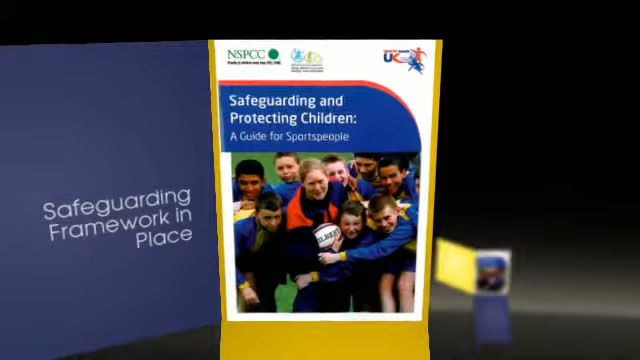 Safeguarding
Framework in
Place
NSPCC
UK
Safeguarding and
Protecting Children:
A Guide for Sportspeople
GILBERT